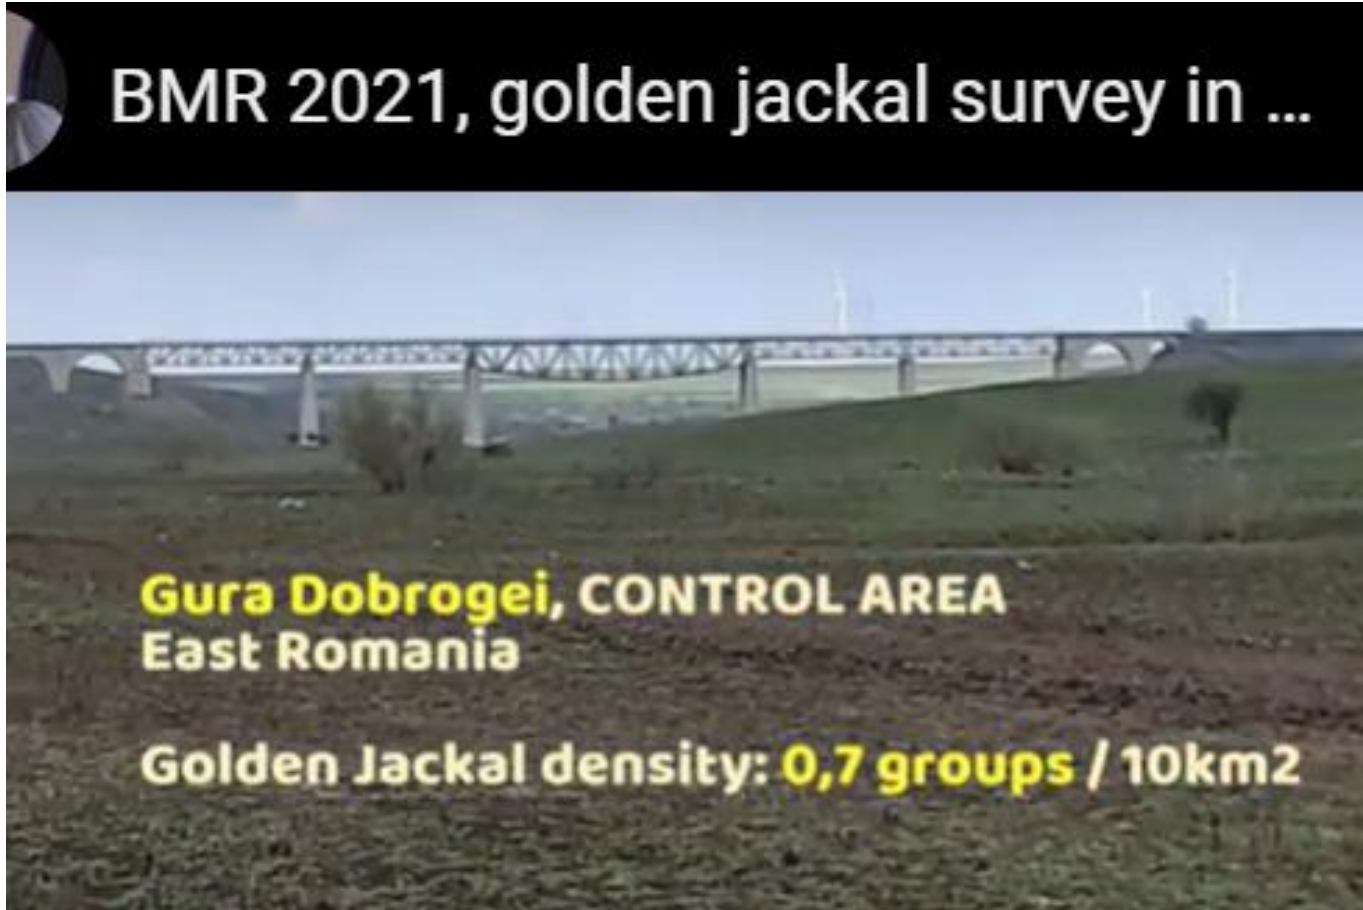 BMR 2021, golden jackal survey in ...
Gura Dobrogei, CONTROL AREA
East Romania
Golden Jackal density: 0,7 groups / 10km2